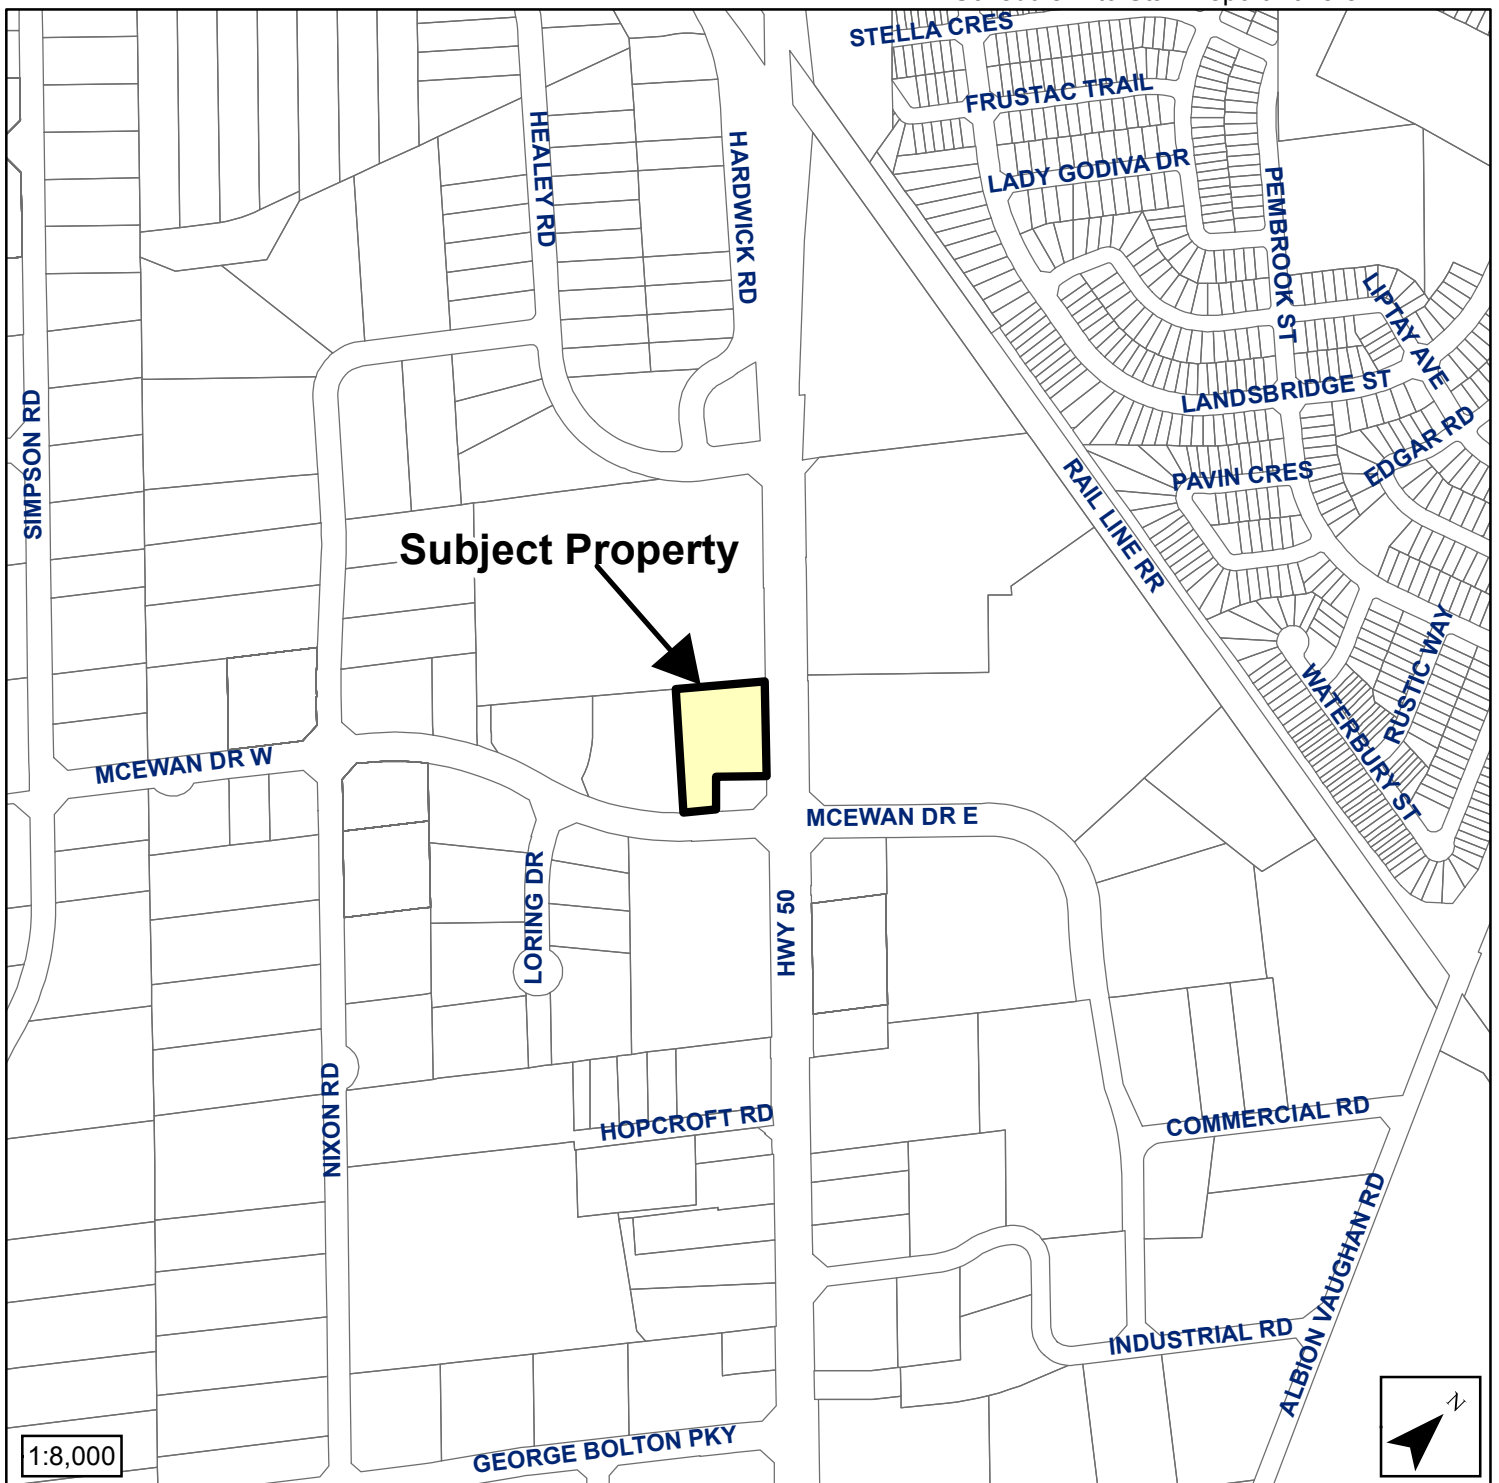 STELLA CRES
FRUSTAC TRAIL
LADY GODIVA DR
HEALEY RD
HARDWICK RD
PEMBROOK ST
LIPTAY AVE
LANDSBRIDGE ST
EDGAR RD
PAVIN CRES
SIMPSON RD
RAIL LINE RR
Subject Property
RUSTIC WAY
WATERBURY ST
MCEWAN DR W
MCEWAN DR E
LORING DR
HWY 50
NIXON RD
HOPCROFT RD
COMMERCIAL RD
ALBION VAUGHAN RD
INDUSTRIAL RD
GEORGE BOLTON PKY
1:8,000
N